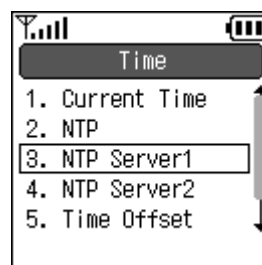 Time
1. Current Time
2. NTP
3. NTP Server1
4. NTP Server2
5. Time Offset